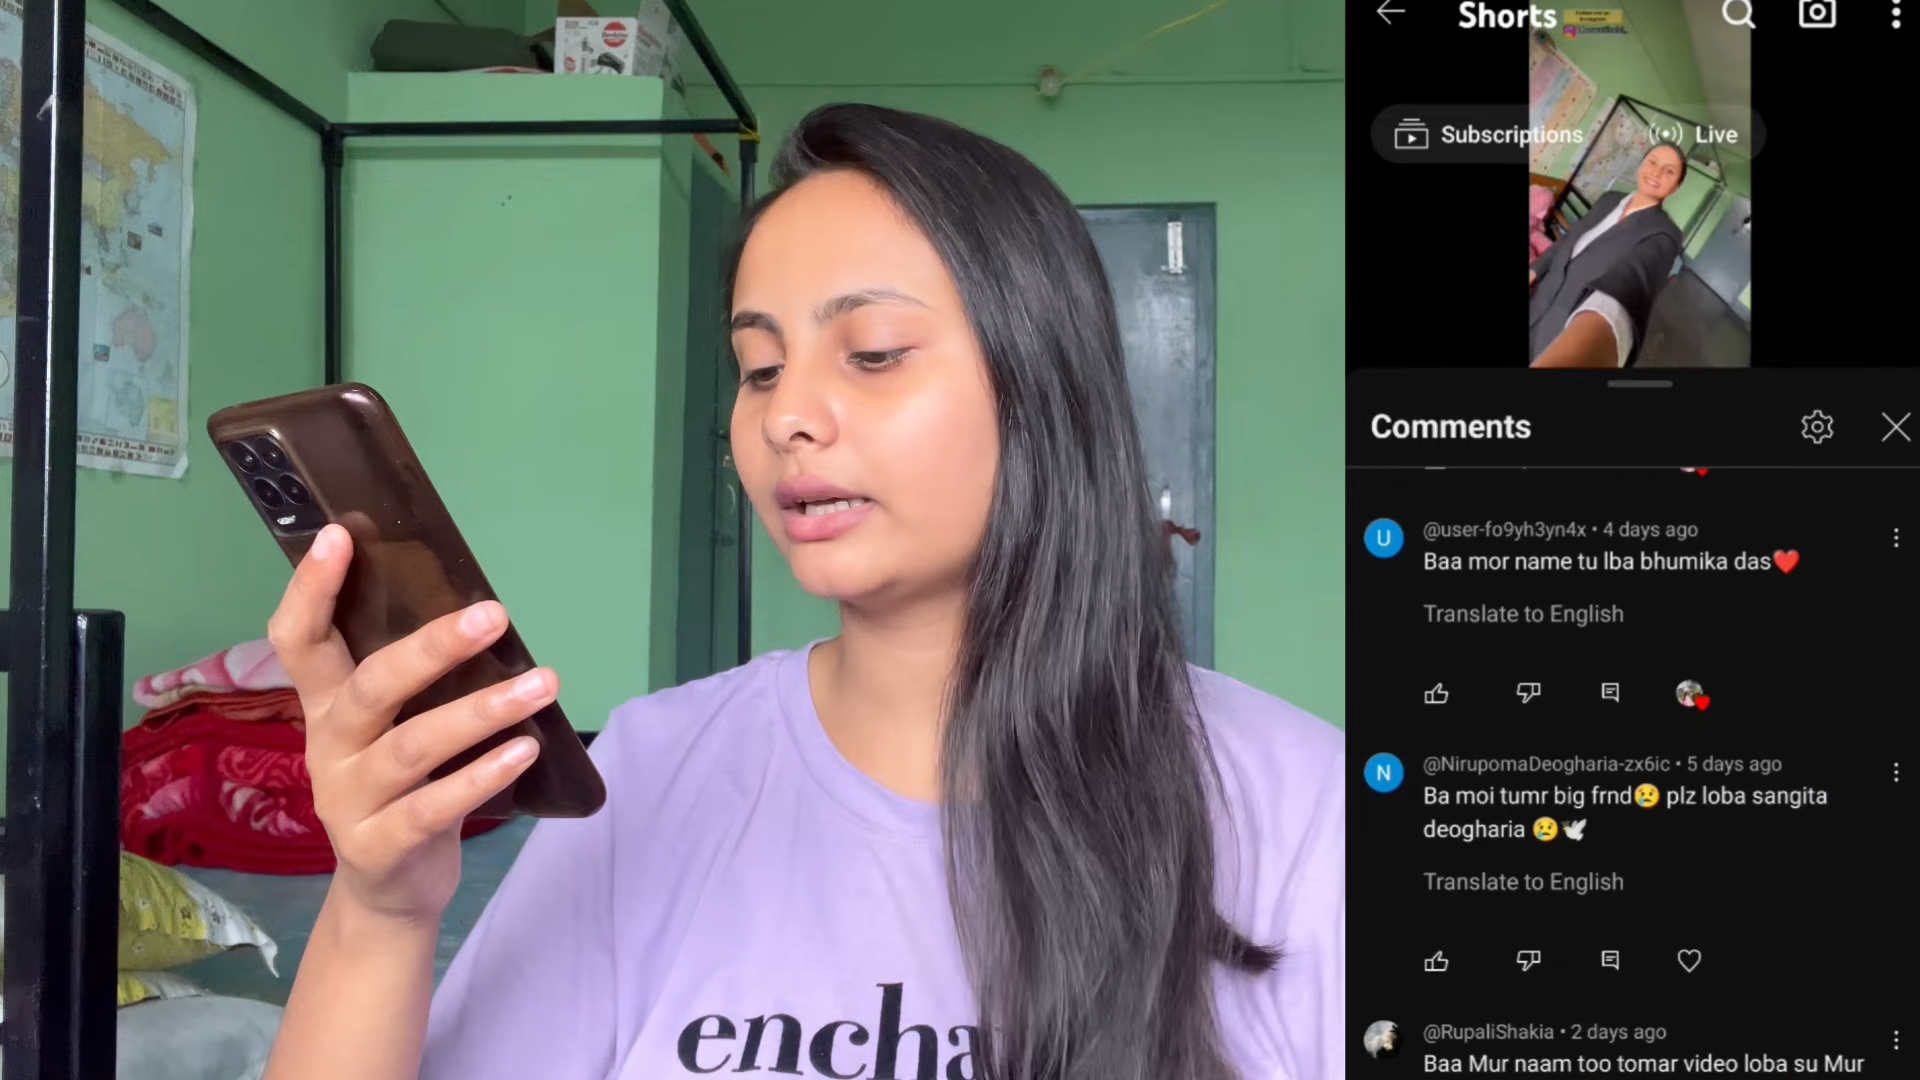 Shorts
Subscriptions
Live
Comments
@user-fo9yh3yn4x • 4 days ago
Baa mor name tu lba bhumika das❤️
Translate to English
@NirupomaDeogharia-zx6ic • 5 days ago
Ba moi tumr big frnd😢 plz loba sangita
deogharia 😢🕊️
Translate to English
@RupaliShakia • 2 days ago
Baa Mur naam too tomar video loba su Mur
encha